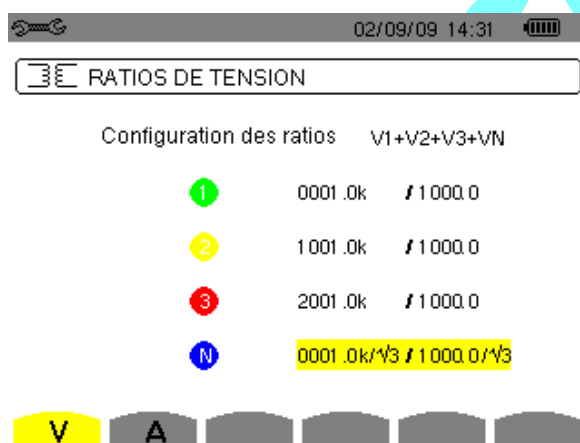 02/09/09 14:31
RATIOS DE TENSION
Configuration des ratios V1+V2+V3+VN
1 0001.0k / 1000.0
2 1001.0k / 1000.0
3 2001.0k / 1000.0
N 0001.0k/√3 / 1000.0/√3
V A